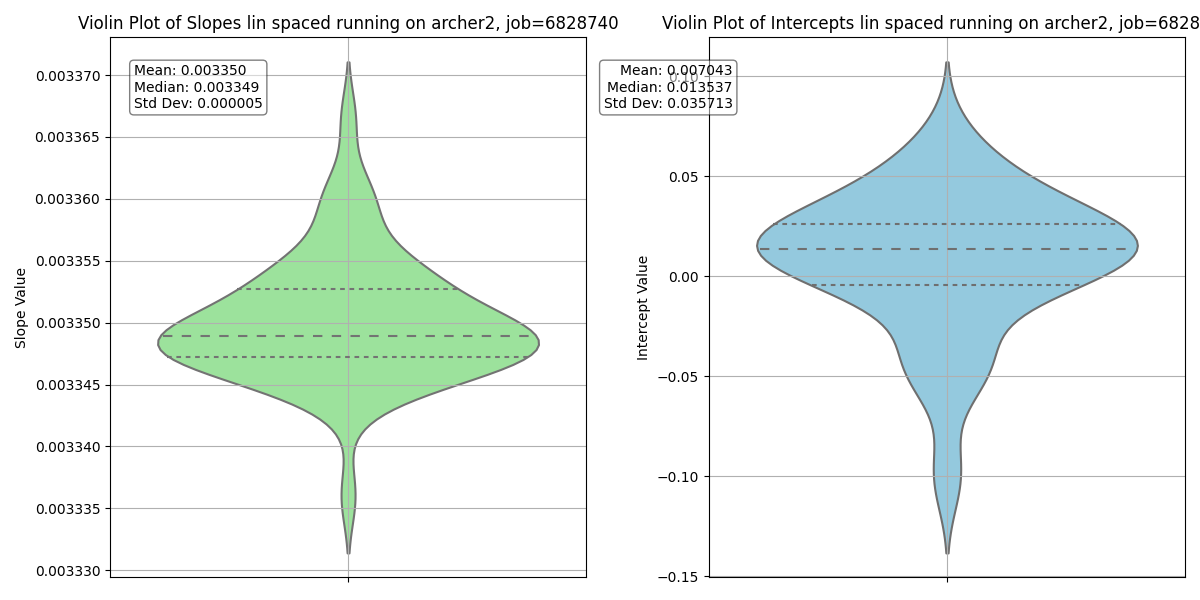 Violin Plot of Slopes lin spaced running on archer2, job=6828740
Mean: 0.003350
Median: 0.003349
Std Dev: 0.000005
0.003370
0.003365
0.003360
0.003355
0.003350
0.003345
0.003340
0.003335
0.003330
Slope Value
Violin Plot of Intercepts lin spaced running on archer2, job=6828
Mean: 0.007043
Median: 0.013537
Std Dev: 0.035713
0.10
0.05
0.00
−0.05
−0.10
−0.15
Intercept Value